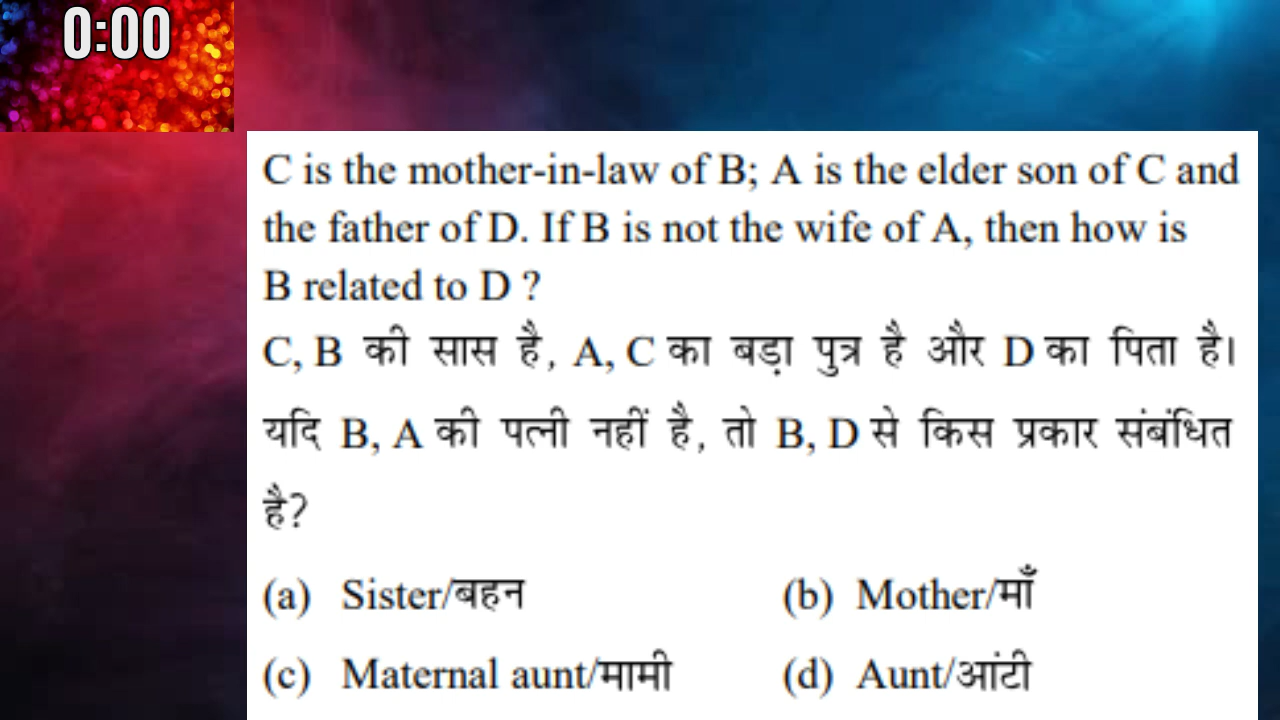 0:00
C is the mother-in-law of B; A is the elder son of C and
the father of D. If B is not the wife of A, then how is
B related to D ?
C, B की सास है, A, C का बड़ा पुत्र है और D का पिता है।
यदि B, A की पत्नी नहीं है, तो B, D से किस प्रकार संबंधित
है?
(a) Sister/बहन (b) Mother/माँ
(c) Maternal aunt/मामी (d) Aunt/आंटी